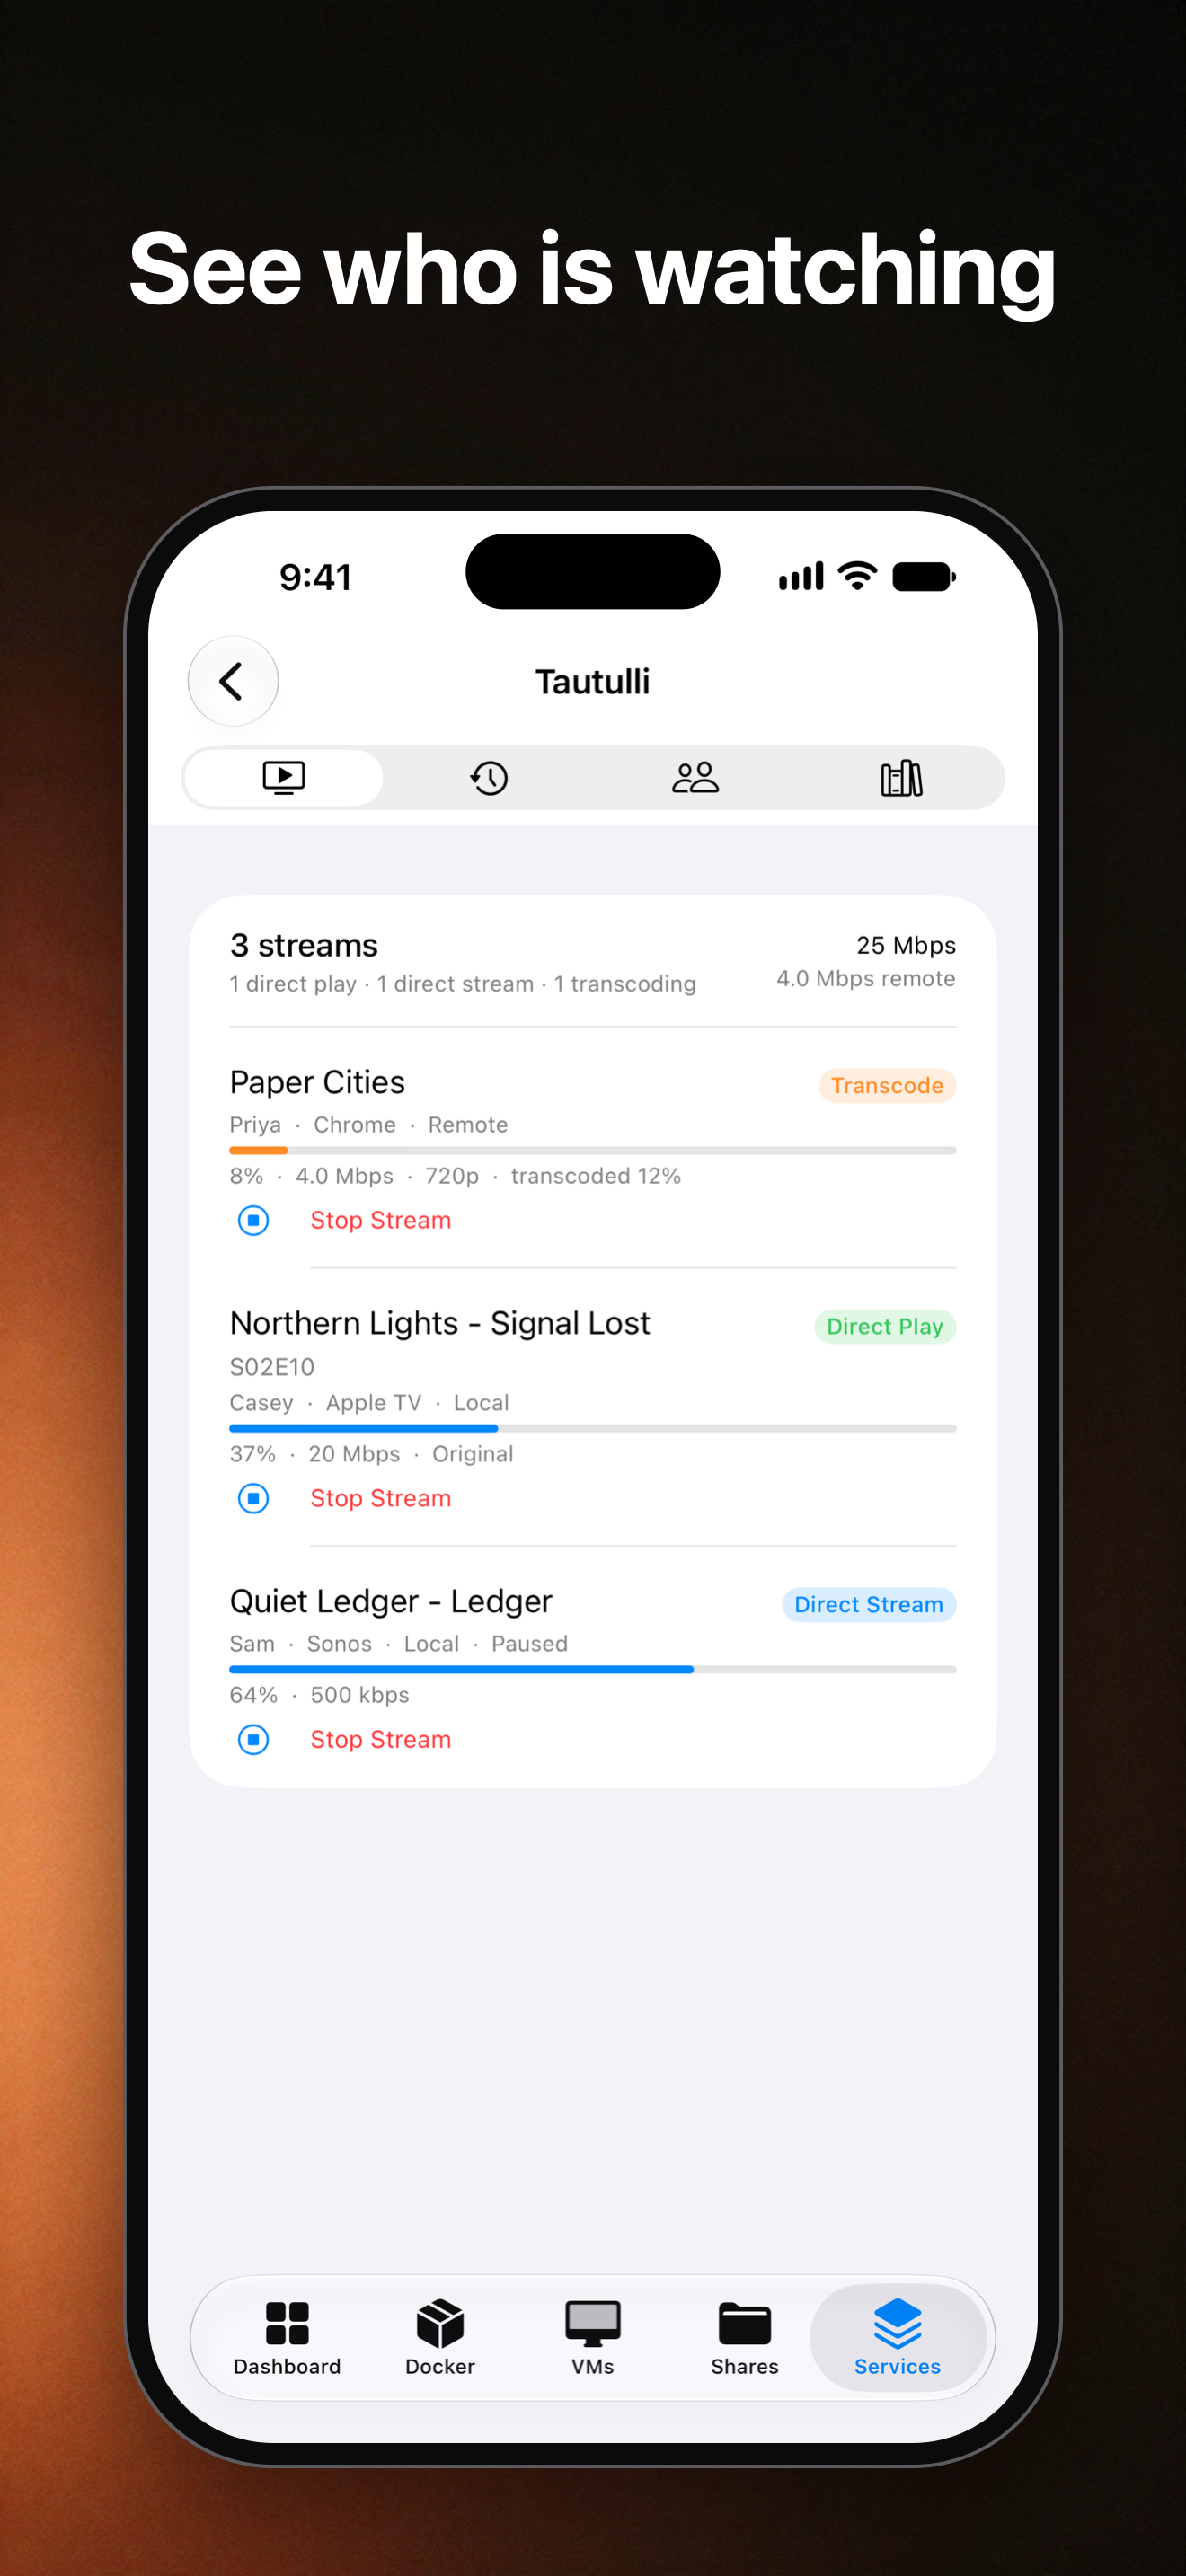 See who is watching
9:41
Tautulli
3 streams
25 Mbps
1 direct play · 1 direct stream · 1 transcoding
4.0 Mbps remote
Paper Cities
Transcode
Priya · Chrome · Remote
8% · 4.0 Mbps · 720p · transcoded 12%
Stop Stream
Northern Lights - Signal Lost
Direct Play
S02E10
Casey · Apple TV · Local
37% · 20 Mbps · Original
Stop Stream
Quiet Ledger - Ledger
Direct Stream
Sam · Sonos · Local · Paused
64% · 500 kbps
Stop Stream
Dashboard
Docker
VMs
Shares
Services